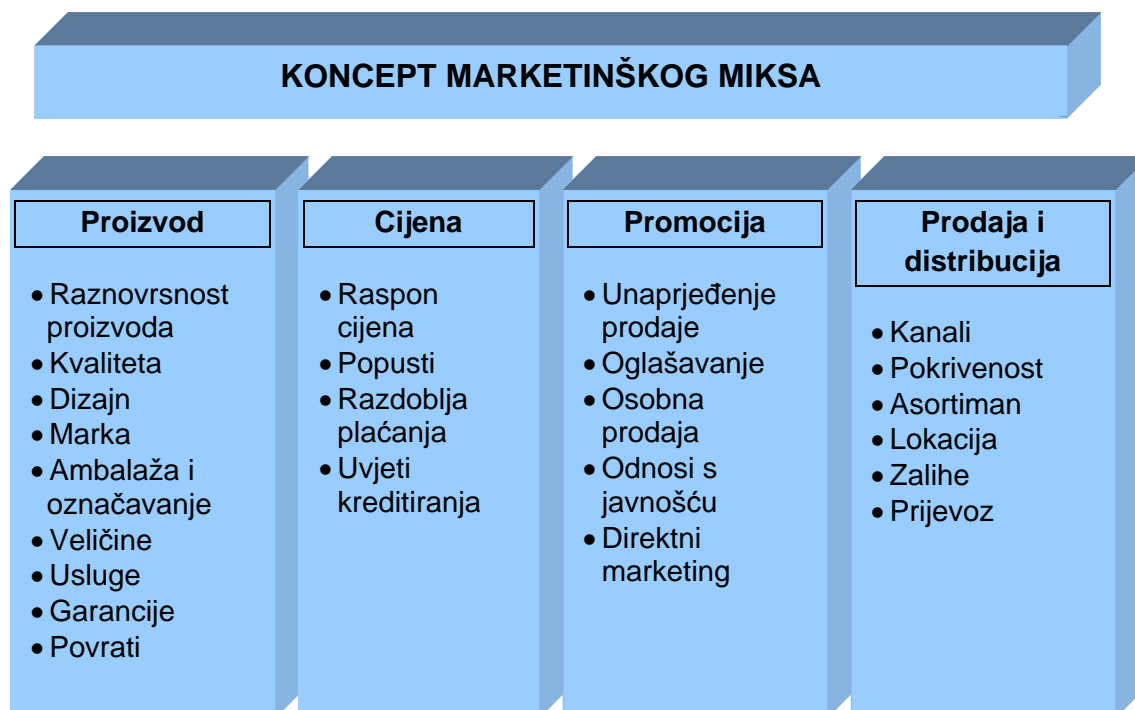 KONCEPT MARKETINŠKOG MIKSA
Proizvod
• Raznovrsnost
proizvoda
• Kvaliteta
• Dizajn
• Marka
• Ambalaža i
označavanje
• Veličine
• Usluge
• Garancije
• Povrati
Cijena
• Raspon
cijena
• Popusti
• Razdoblja
plaćanja
• Uvjeti
kreditiranja
Promocija
• Unaprjeđenje
prodaje
• Oglašavanje
• Osobna
prodaja
• Odnosi s
javnošću
• Direktni
marketing
Prodaja i
distribucija
• Kanali
• Pokrivenost
• Asortiman
• Lokacija
• Zalihe
• Prijevoz